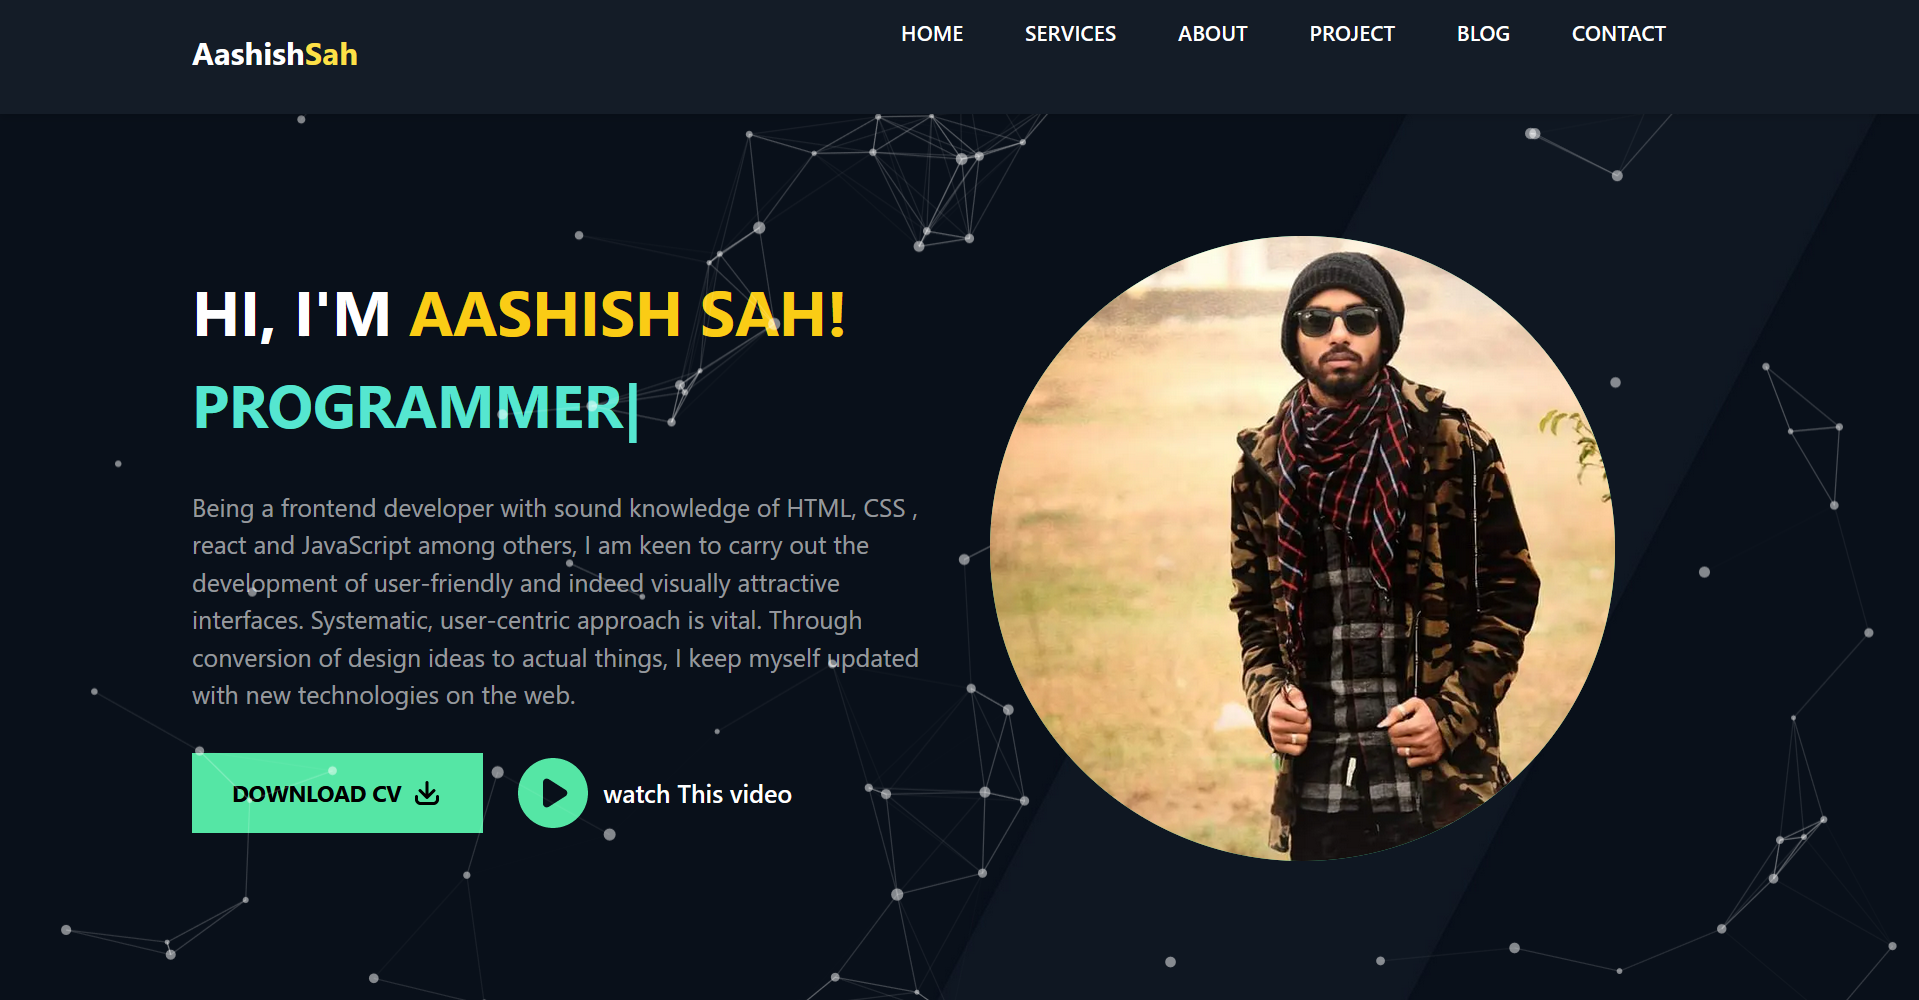 AashishSah
HOME SERVICES ABOUT PROJECT BLOG CONTACT
HI, I'M AASHISH SAH!
PROGRAMMER|
Being a frontend developer with sound knowledge of HTML, CSS ,
react and JavaScript among others, I am keen to carry out the
development of user-friendly and indeed visually attractive
interfaces. Systematic, user-centric approach is vital. Through
conversion of design ideas to actual things, I keep myself updated
with new technologies on the web.
DOWNLOAD CV
watch This video